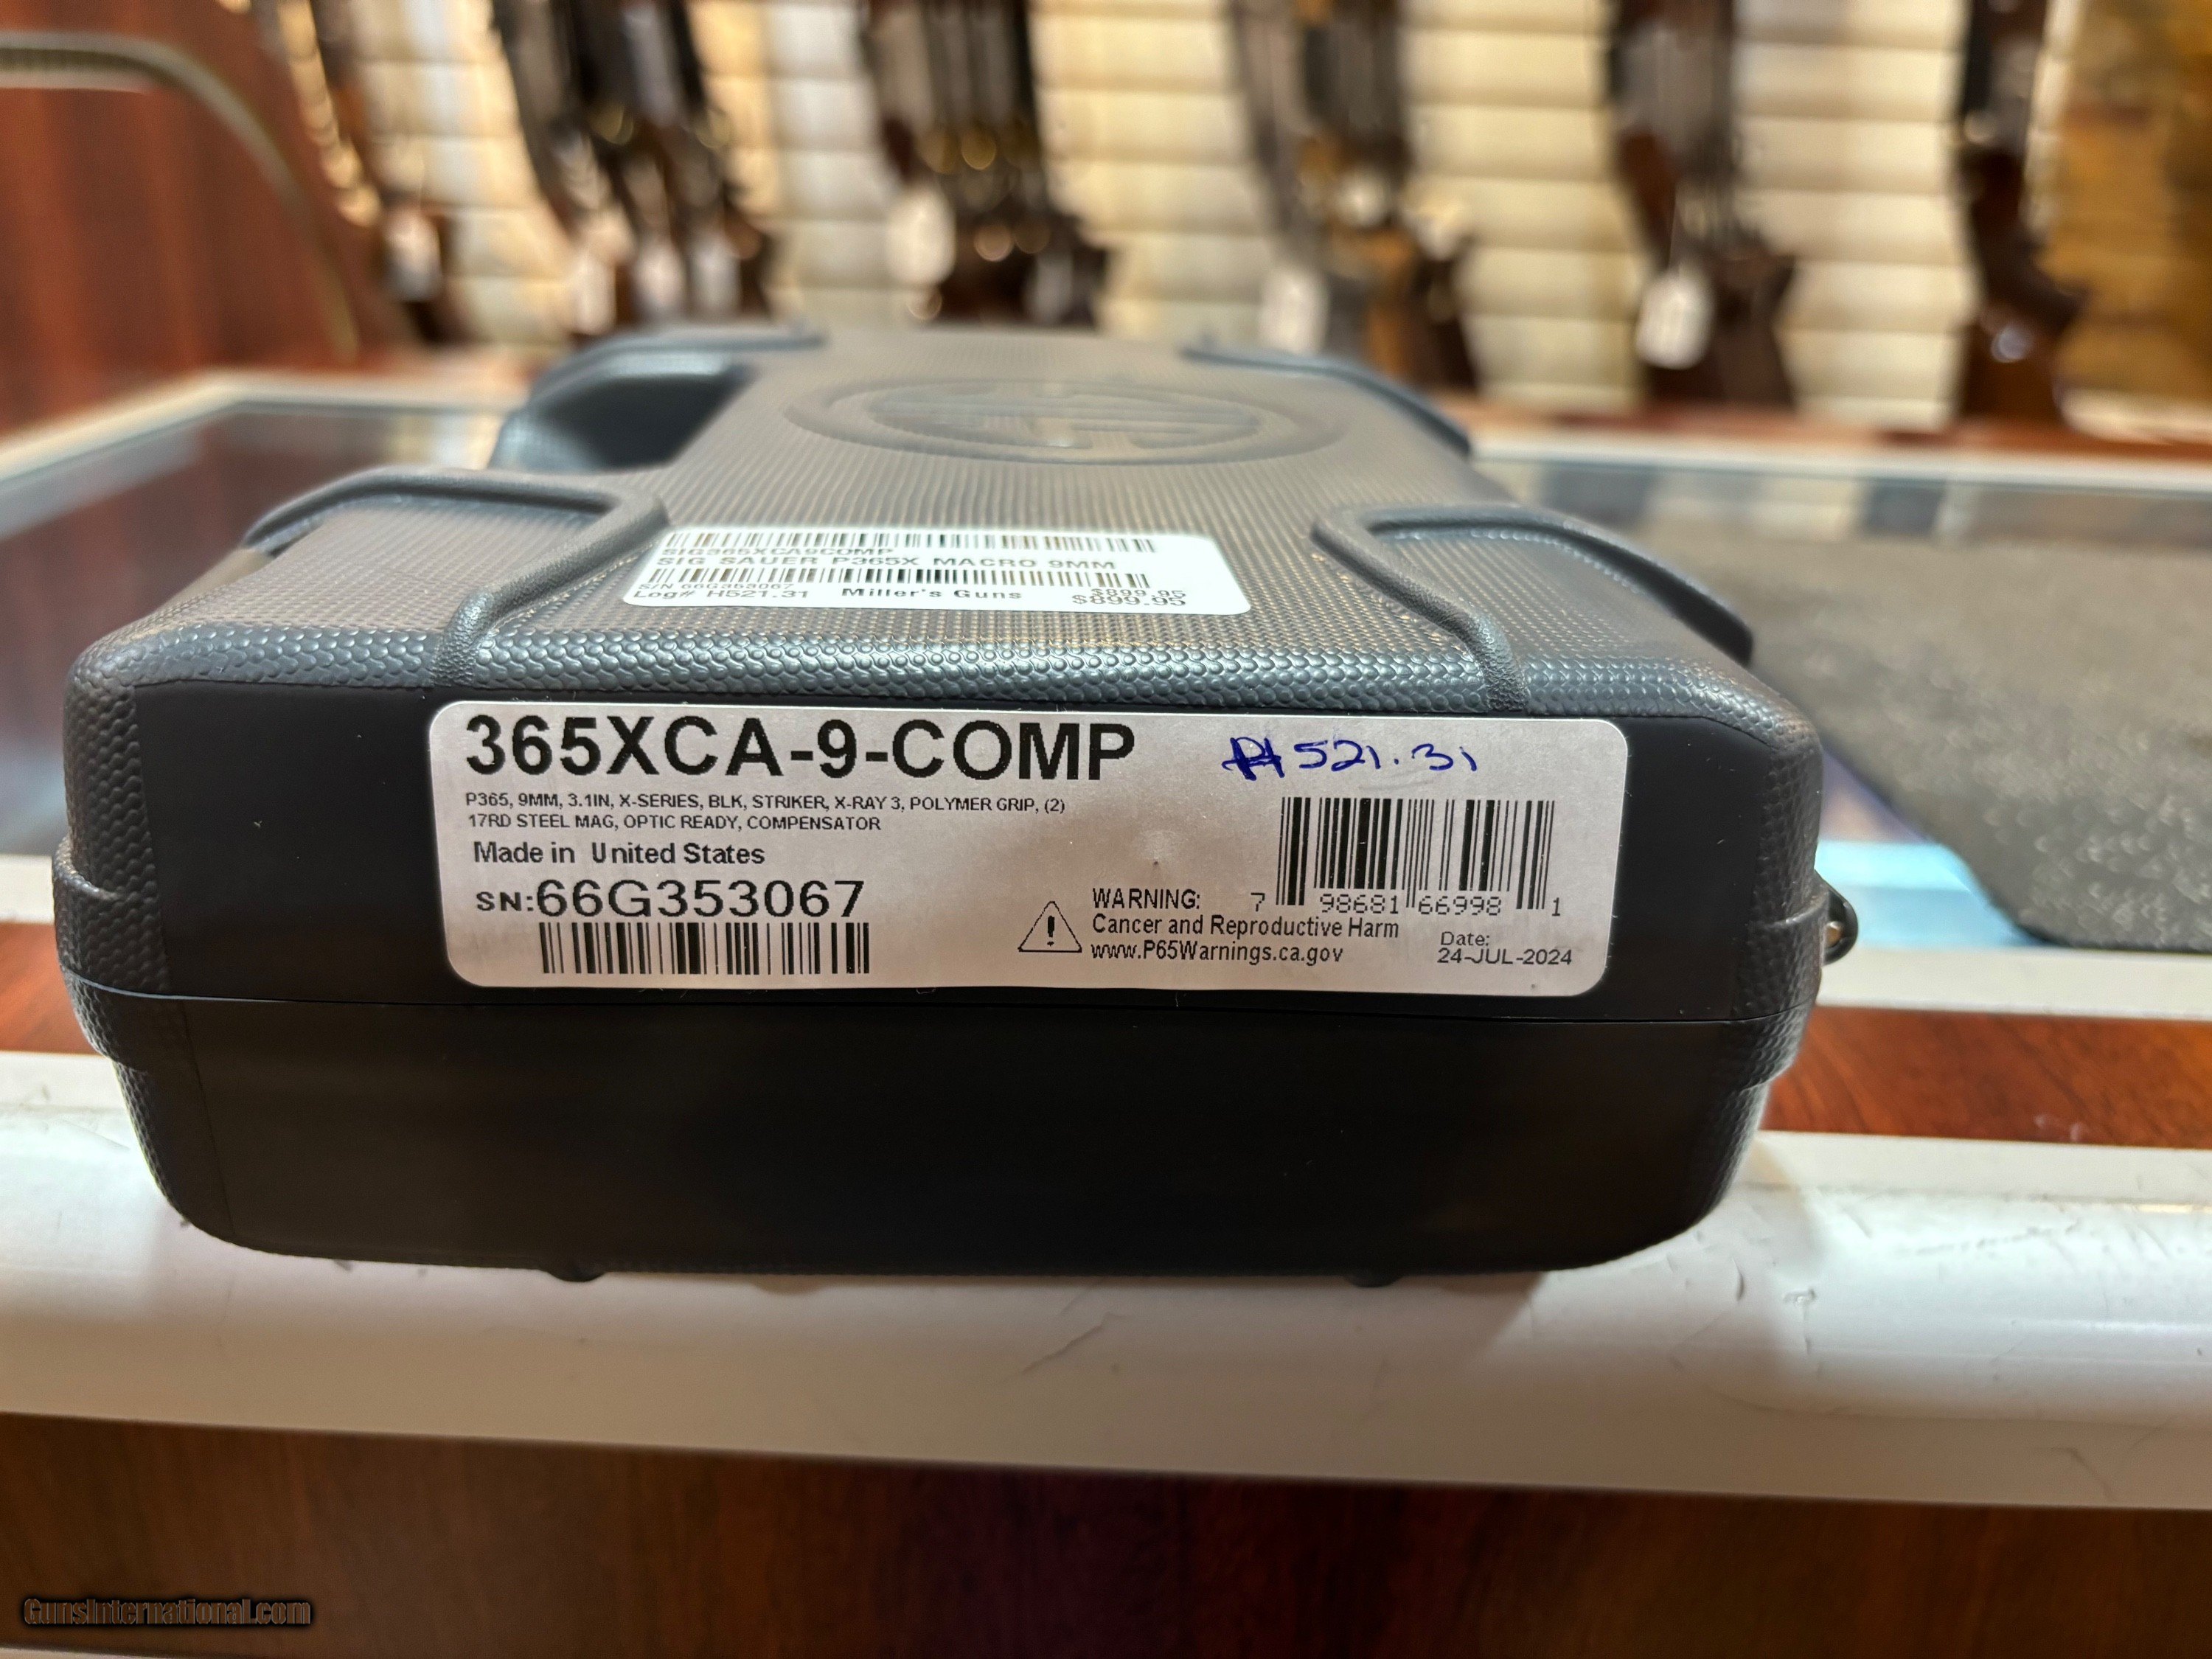 SIG365XCA9COMP
SIG SAUER P365X MACRO 9MM
S/N 66G353067 $899.95
Log# H521.31 Miller's Guns $899.95
365XCA-9-COMP
H521.31
P365, 9MM, 3.1IN, X-SERIES, BLK, STRIKER, X-RAY 3, POLYMER GRIP, (2)
17RD STEEL MAG, OPTIC READY, COMPENSATOR
Made in United States
SN:66G353067
WARNING:
Cancer and Reproductive Harm
www.P65Warnings.ca.gov
7 98681 66998 1
Date:
24-JUL-2024
GunsInternational.com